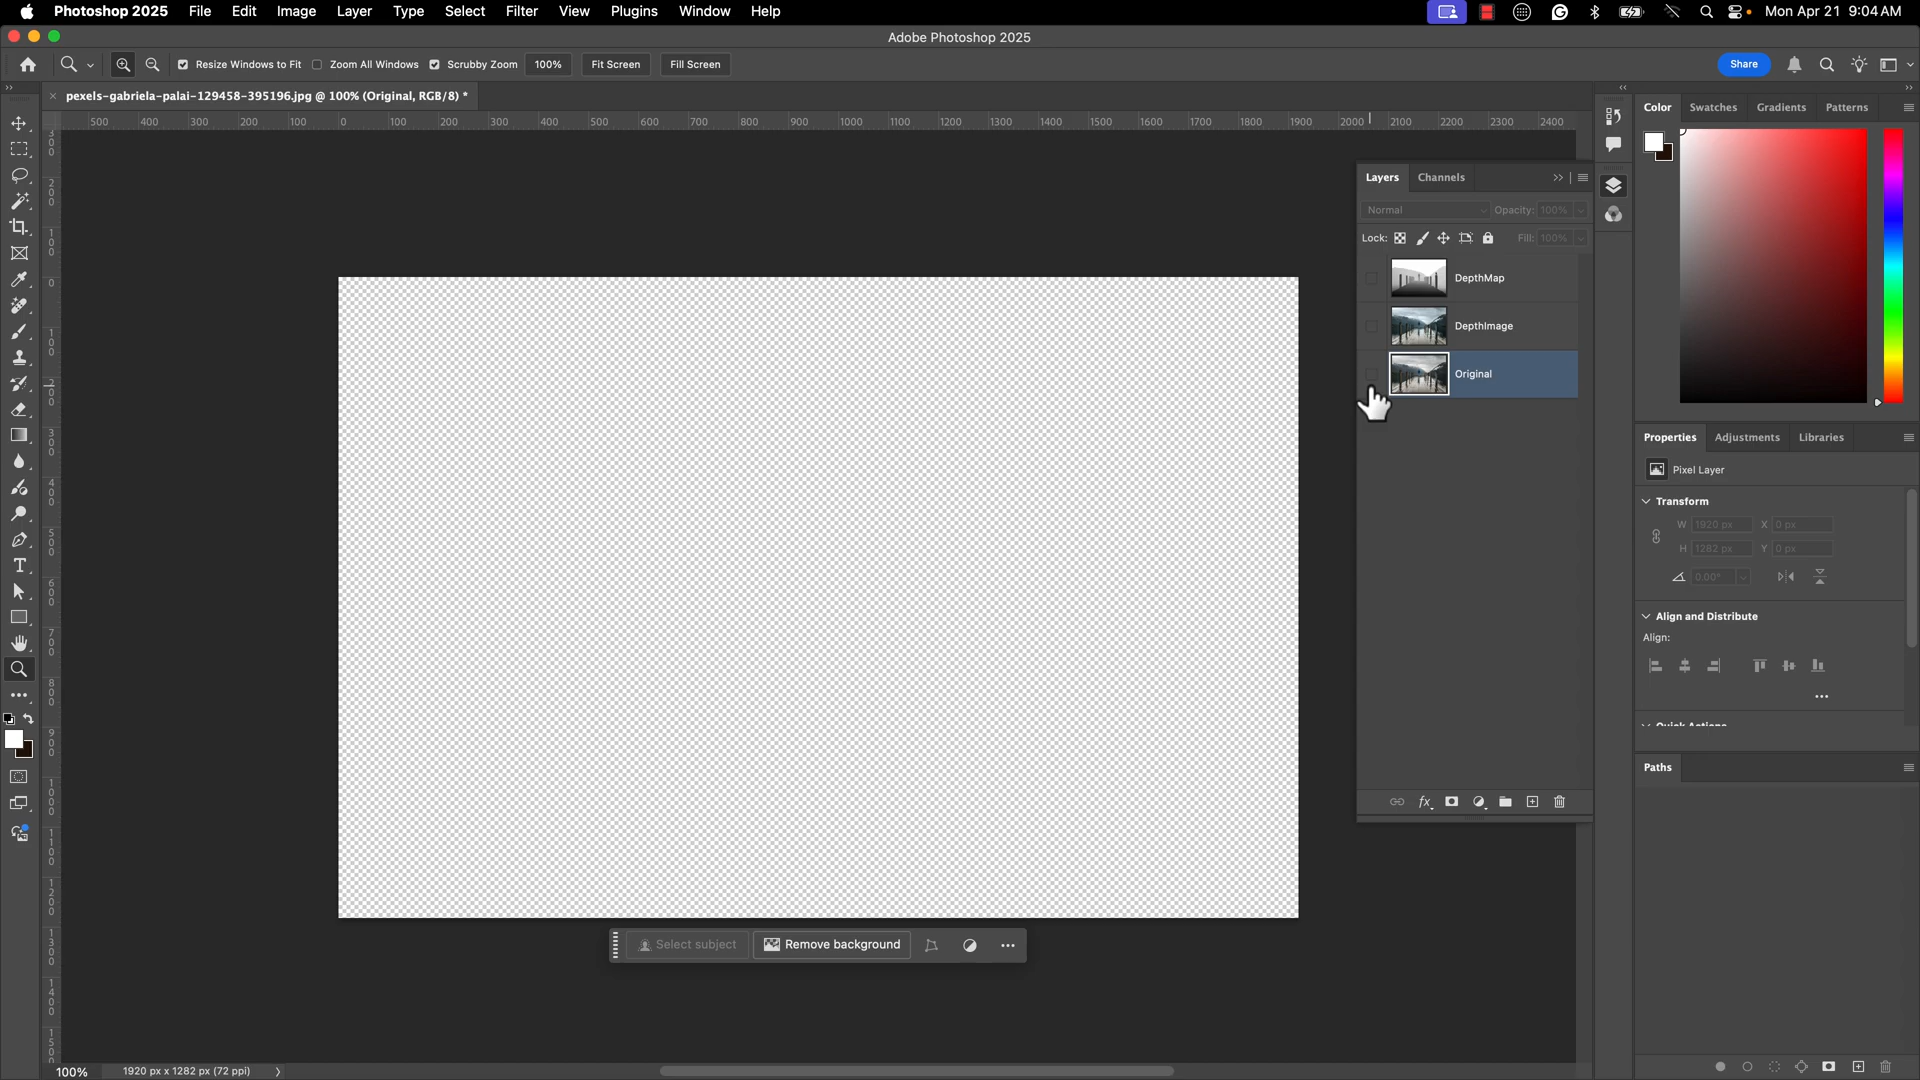 Photoshop 2025 File Edit Image Layer Type Select Filter View Plugins Window Help Mon Apr 21 9:04 AM
Adobe Photoshop 2025
Resize Windows to Fit Zoom All Windows Scrubby Zoom 100% Fit Screen Fill Screen Share
pexels-gabriela-palai-129458-395196.jpg @ 100% (Original, RGB/8) *
500 400 300 200 100 0 100 200 300 400 500 600 700 800 900 1000 1100 1200 1300 1400 1500 1600 1700 1800 1900 2000 2100 2200 2300 2400
Color Swatches Gradients Patterns
Layers Channels
Normal Opacity: 100%
Lock: Fill: 100%
DepthMap
DepthImage
Original
Properties Adjustments Libraries
Pixel Layer
Transform
W 1920 px X 0 px
H 1282 px Y 0 px
0.00°
Align and Distribute
Align:
Quick Actions
Paths
fx
Select subject Remove background
100% 1920 px x 1282 px (72 ppi)